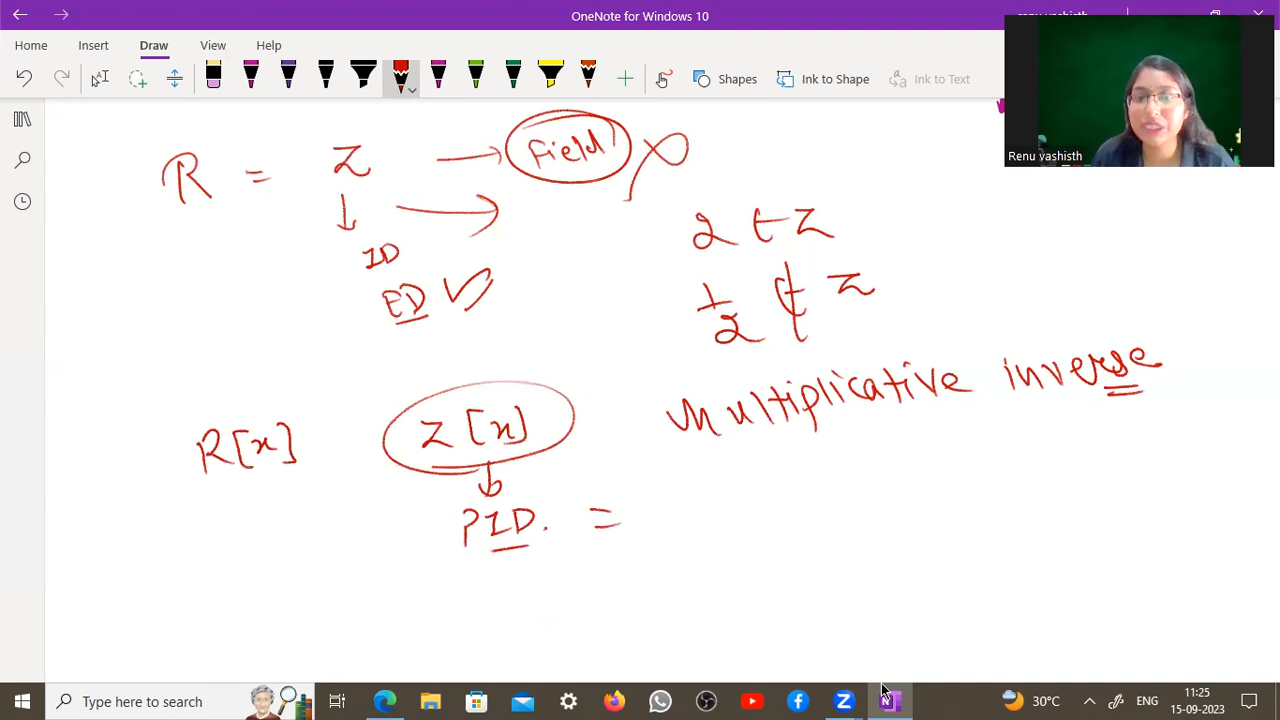 OneNote for Windows 10
renu vashisth
Home Insert Draw View Help
Shapes Ink to Shape Ink to Text
Renu vashisth
R = Z → Field
ID
ED
2 ∈ Z
1/2 ∉ Z
Multiplicative inverse
R[x] Z[x]
PID. =
Type here to search
30°C ENG 11:25
15-09-2023